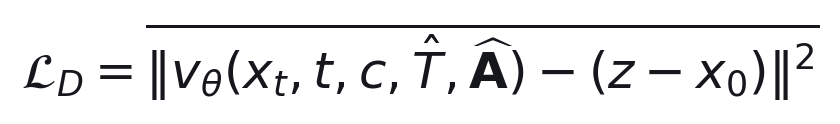 $\mathcal{L}_D = \overline{\| v_\theta(x_t, t, c, \hat{T}, \widehat{\mathbf{A}}) - (z - x_0) \|^2}$